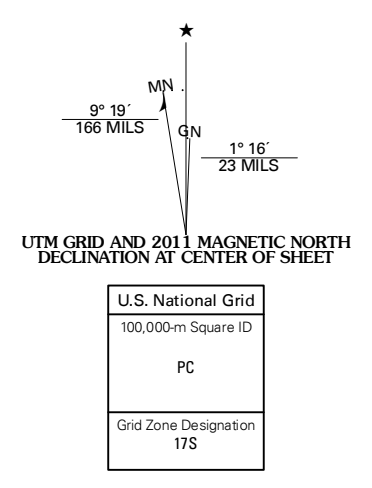 ★
MN
9° 19´
166 MILS
GN
1° 16´
23 MILS
UTM GRID AND 2011 MAGNETIC NORTH
DECLINATION AT CENTER OF SHEET
U.S. National Grid
100,000-m Square ID
PC
Grid Zone Designation
17S